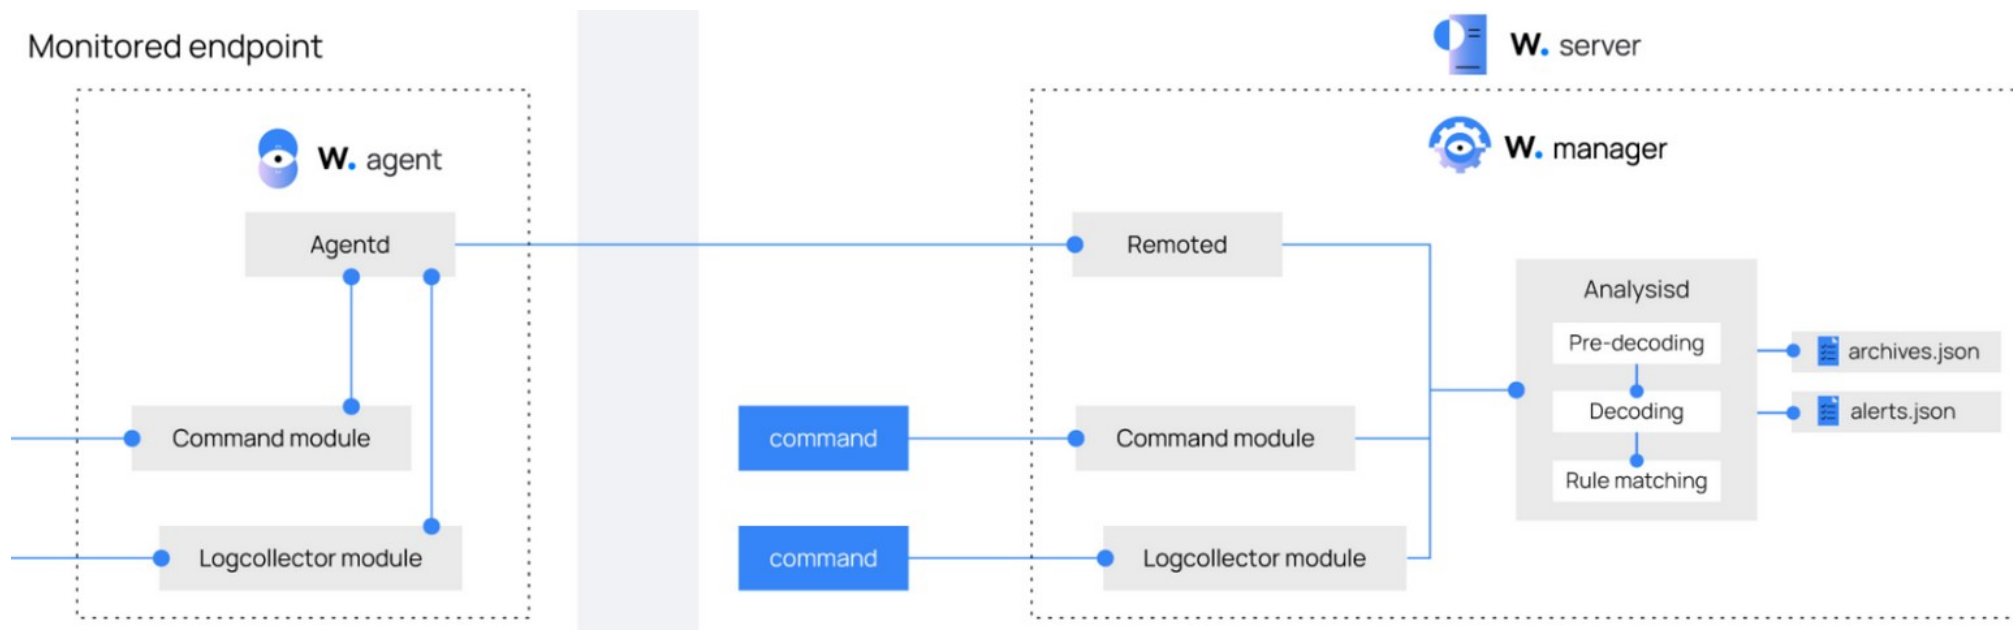 Monitored endpoint
W. server
W. agent
W. manager
Agentd
Remoted
Analysisd
Pre-decoding
archives.json
Decoding
alerts.json
command
Command module
Command module
Rule matching
Logcollector module
command
Logcollector module